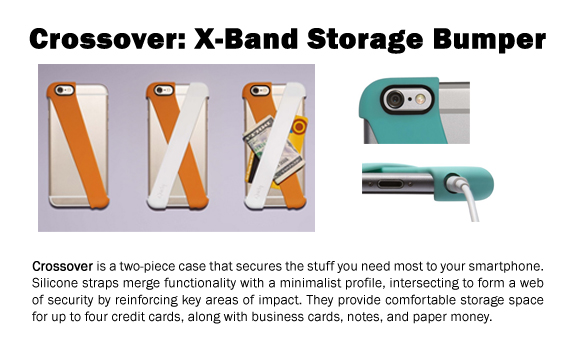 Crossover: X-Band Storage Bumper
Crossover is a two-piece case that secures the stuff you need most to your smartphone.
Silicone straps merge functionality with a minimalist profile, intersecting to form a web
of security by reinforcing key areas of impact. They provide comfortable storage space
for up to four credit cards, along with business cards, notes, and paper money.